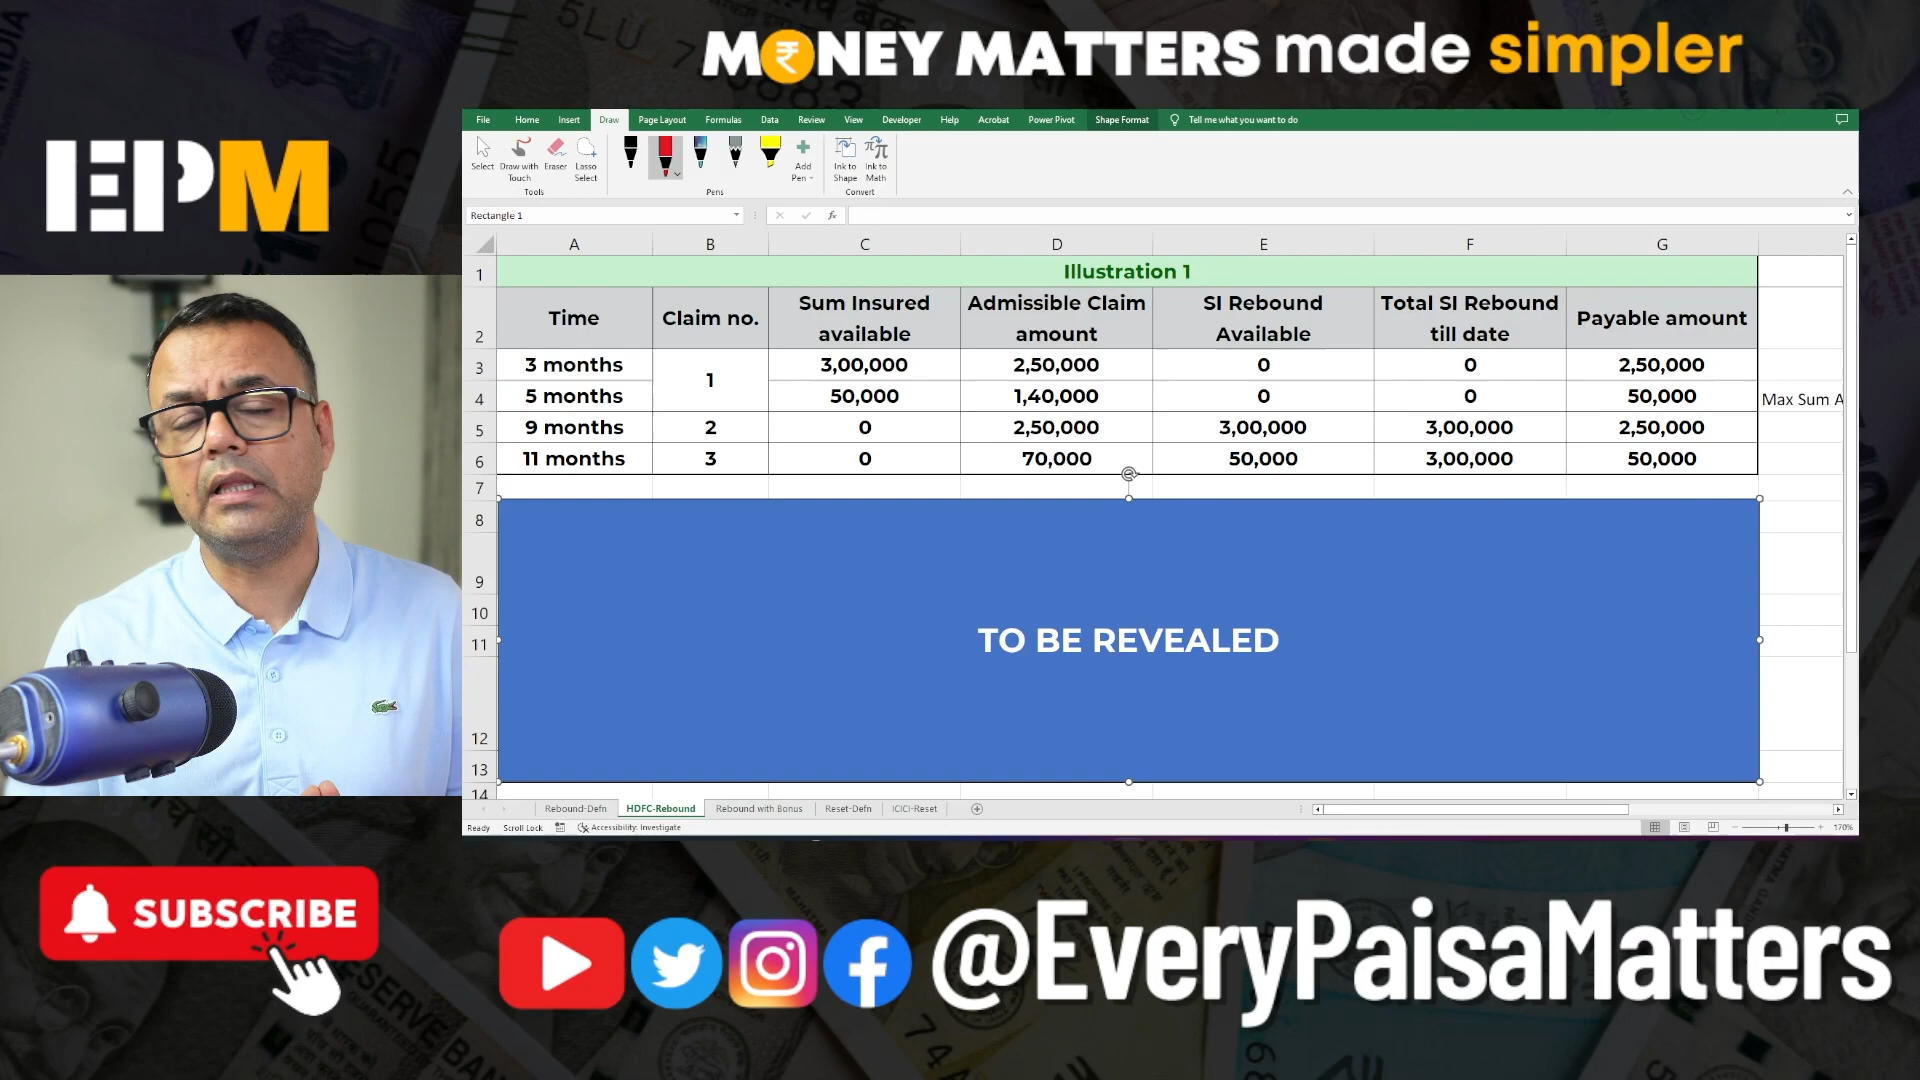 MONEY MATTERS made simpler
EPM
File Home Insert Draw Page Layout Formulas Data Review View Developer Help Acrobat Power Pivot Shape Format Tell me what you want to do
Select Draw with Touch Eraser Lasso Select Add Pen Ink to Shape Ink to Math
Tools Pens Convert
Rectangle 1 fx
A B C D E F G
1 Illustration 1
2 Time Claim no. Sum Insured available Admissible Claim amount SI Rebound Available Total SI Rebound till date Payable amount
3 3 months 1 3,00,000 2,50,000 0 0 2,50,000
4 5 months 50,000 1,40,000 0 0 50,000 Max Sum A
5 9 months 2 0 2,50,000 3,00,000 3,00,000 2,50,000
6 11 months 3 0 70,000 50,000 3,00,000 50,000
7
8
9
10
11 TO BE REVEALED
12
13
14
Rebound-Defn HDFC-Rebound Rebound with Bonus Reset-Defn ICICI-Reset
Ready Scroll Lock Accessibility: Investigate 170%
SUBSCRIBE
@EveryPaisaMatters